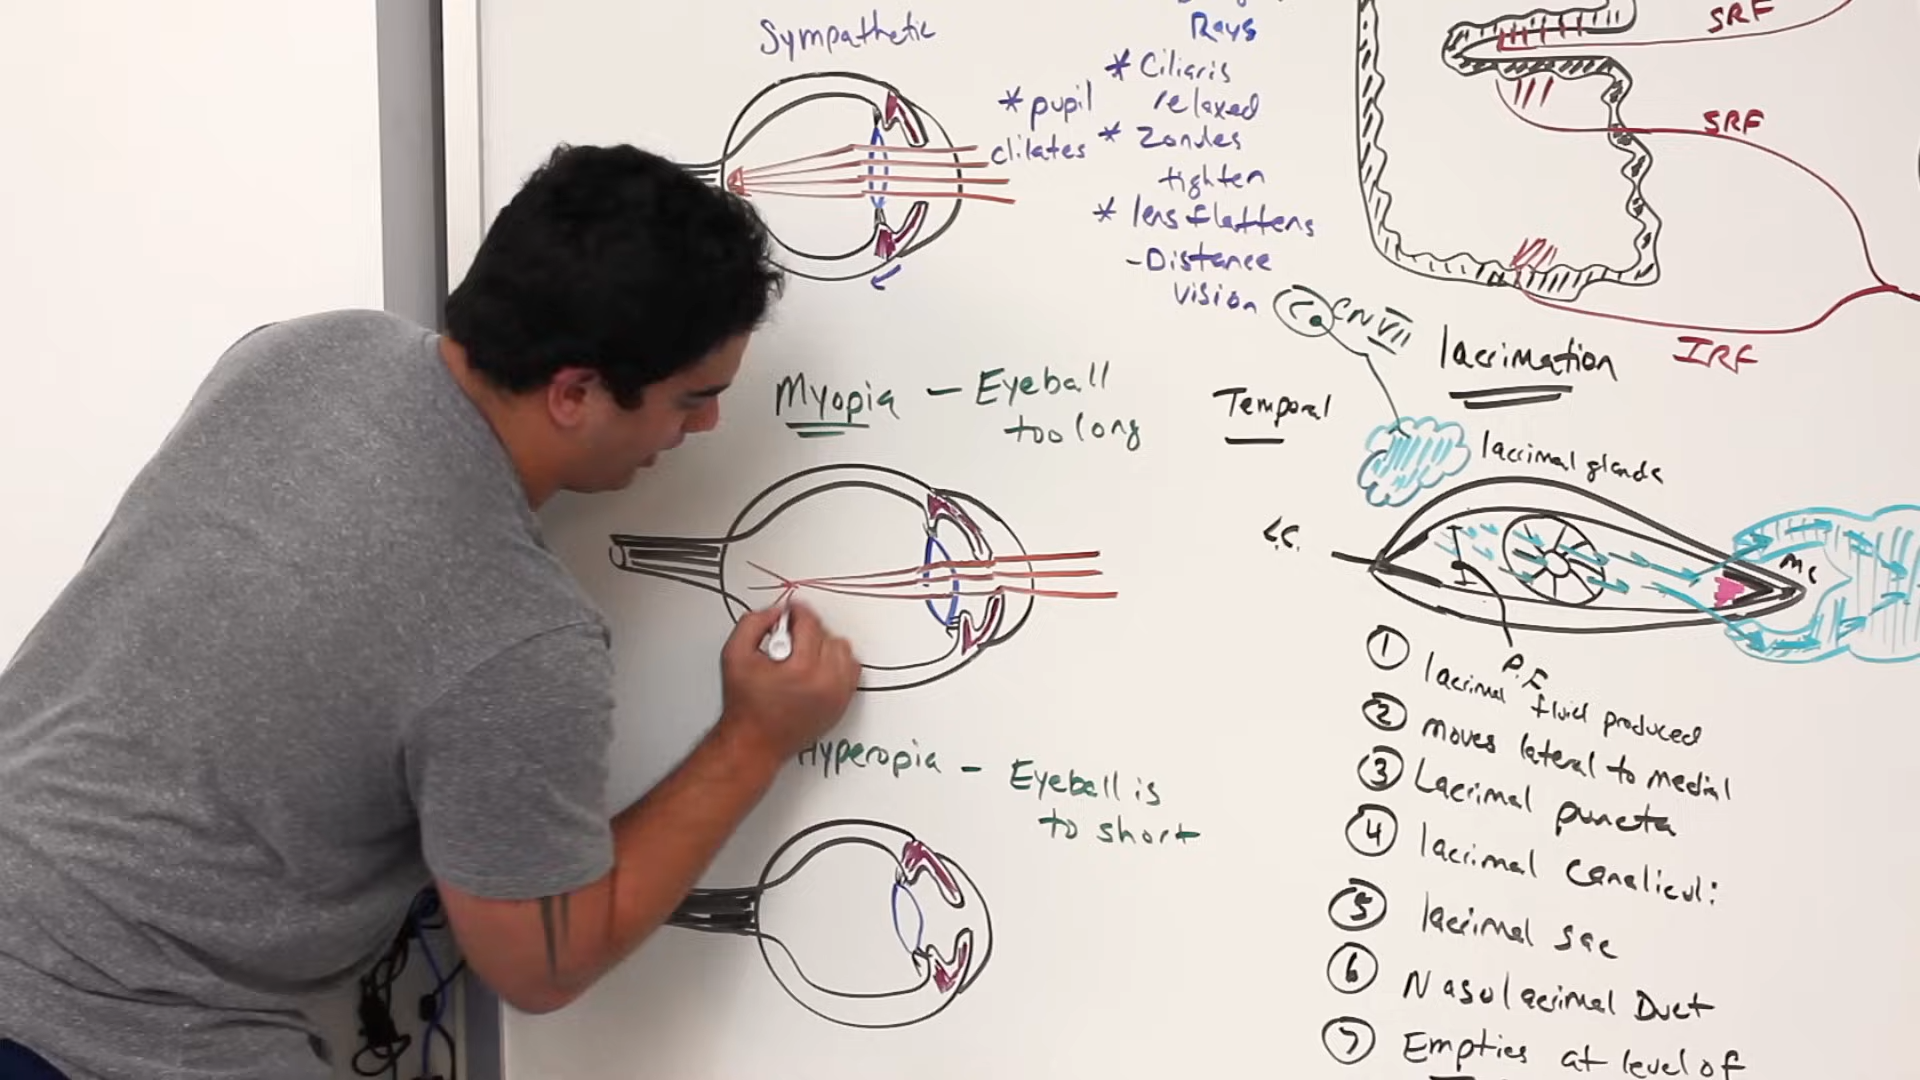 Sympathetic
* pupil
dilates
Rays
* Ciliaris
relaxed
* Zonules
tighten
* lens flattens
- Distance
vision
SRF
SRF
IRF
Myopia - Eyeball
too long
Hyperopia - Eyeball is
to short
CN VII
lacrimation
Temporal
lacrimal glands
L.C.
MC
P.F.
1 lacrimal fluid produced
2 moves lateral to medial
3 Lacrimal puncta
4 lacrimal canaliculi
5 lacrimal sac
6 Nasolacrimal Duct
7 Empties at level of